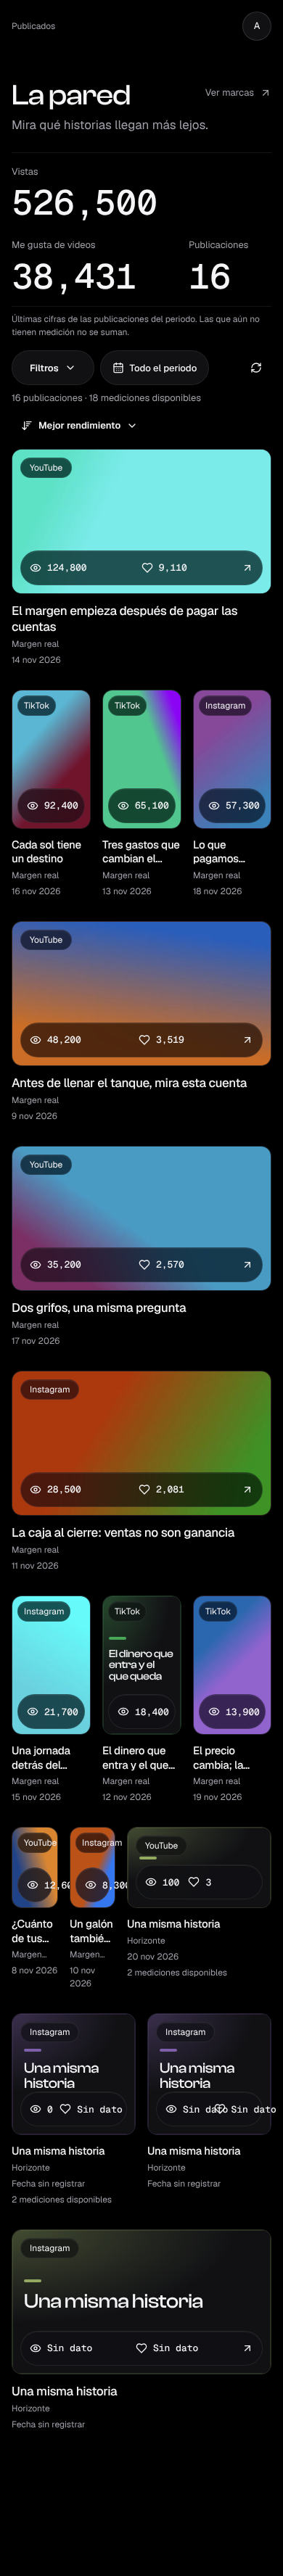 Publicados
A
La pared
Ver marcas
Mira qué historias llegan más lejos.
Vistas
526,500
Me gusta de videos
Publicaciones
38,431
16
Últimas cifras de las publicaciones del periodo. Las que aún no
tienen medición no se suman.
Filtros
Todo el periodo
16 publicaciones · 18 mediciones disponibles
Mejor rendimiento
YouTube
124,800
9,110
El margen empieza después de pagar las
cuentas
Margen real
14 nov 2026
TikTok
TikTok
Instagram
92,400
65,100
57,300
Cada sol tiene
un destino
Margen real
16 nov 2026
Tres gastos que
cambian el...
Margen real
13 nov 2026
Lo que
pagamos...
Margen real
18 nov 2026
YouTube
48,200
3,519
Antes de llenar el tanque, mira esta cuenta
Margen real
9 nov 2026
YouTube
35,200
2,570
Dos grifos, una misma pregunta
Margen real
17 nov 2026
Instagram
28,500
2,081
La caja al cierre: ventas no son ganancia
Margen real
11 nov 2026
Instagram
21,700
Una jornada
detrás del...
Margen real
15 nov 2026
TikTok
El dinero que
entra y el
que queda
18,400
El dinero que
entra y el que...
Margen real
12 nov 2026
TikTok
13,900
El precio
cambia; la...
Margen real
19 nov 2026
YouTube
12,60
¿Cuánto
de tus...
Margen...
8 nov 2026
Instagram
8,300
Un galón
tambié...
Margen...
10 nov
2026
YouTube
100
3
Una misma historia
Horizonte
20 nov 2026
2 mediciones disponibles
Instagram
Una misma
historia
0
Sin dato
Una misma historia
Horizonte
Fecha sin registrar
2 mediciones disponibles
Instagram
Una misma
historia
Sin dato
Sin dato
Una misma historia
Horizonte
Fecha sin registrar
Instagram
Una misma historia
Sin dato
Sin dato
Una misma historia
Horizonte
Fecha sin registrar